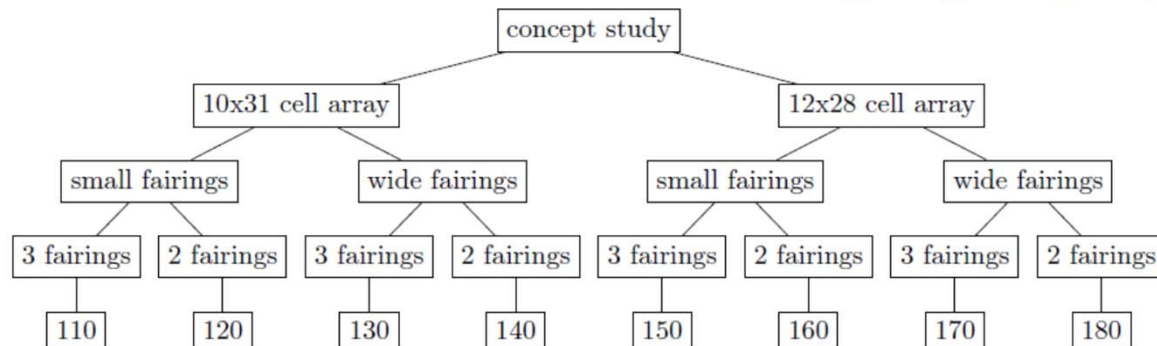 concept study
10x31 cell array 12x28 cell array
small fairings wide fairings small fairings wide fairings
3 fairings 2 fairings 3 fairings 2 fairings 3 fairings 2 fairings 3 fairings 2 fairings
110 120 130 140 150 160 170 180